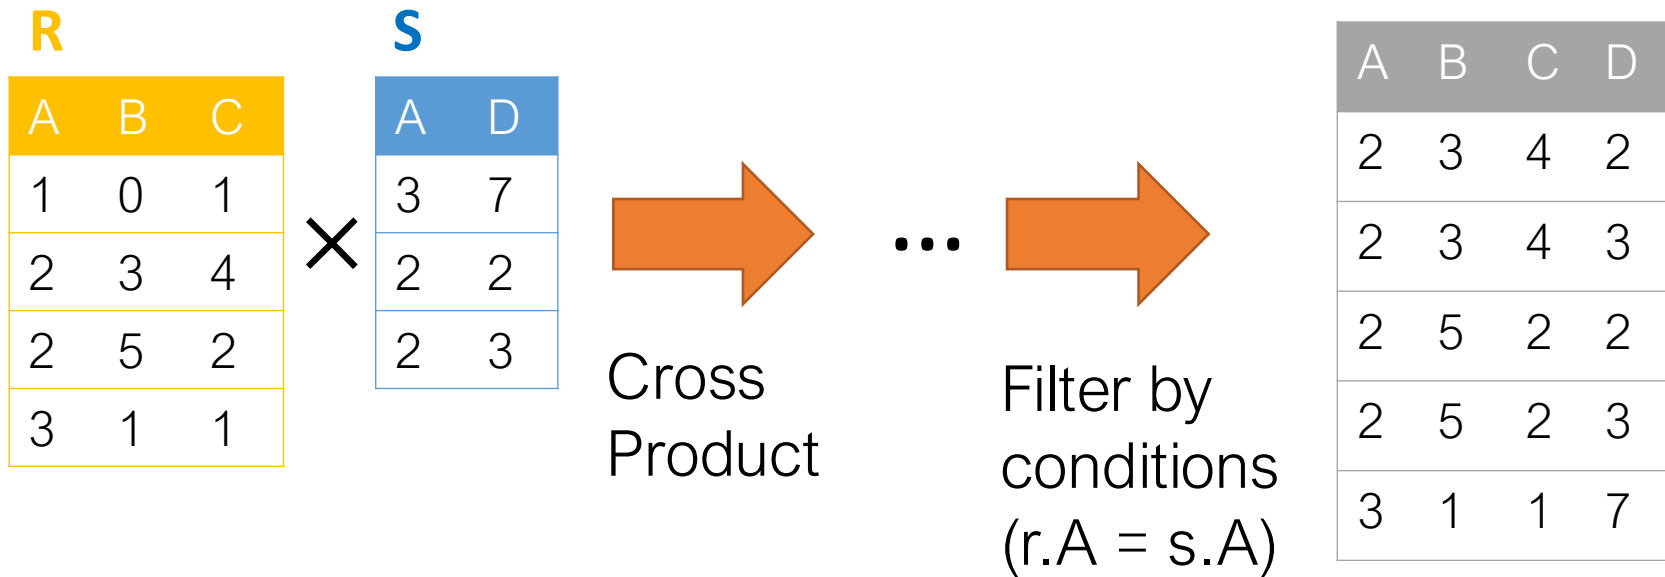 R
A B C
1 0 1
2 3 4
2 5 2
3 1 1
×
S
A D
3 7
2 2
2 3
Cross
Product
...
Filter by
conditions
(r.A = s.A)
A B C D
2 3 4 2
2 3 4 3
2 5 2 2
2 5 2 3
3 1 1 7